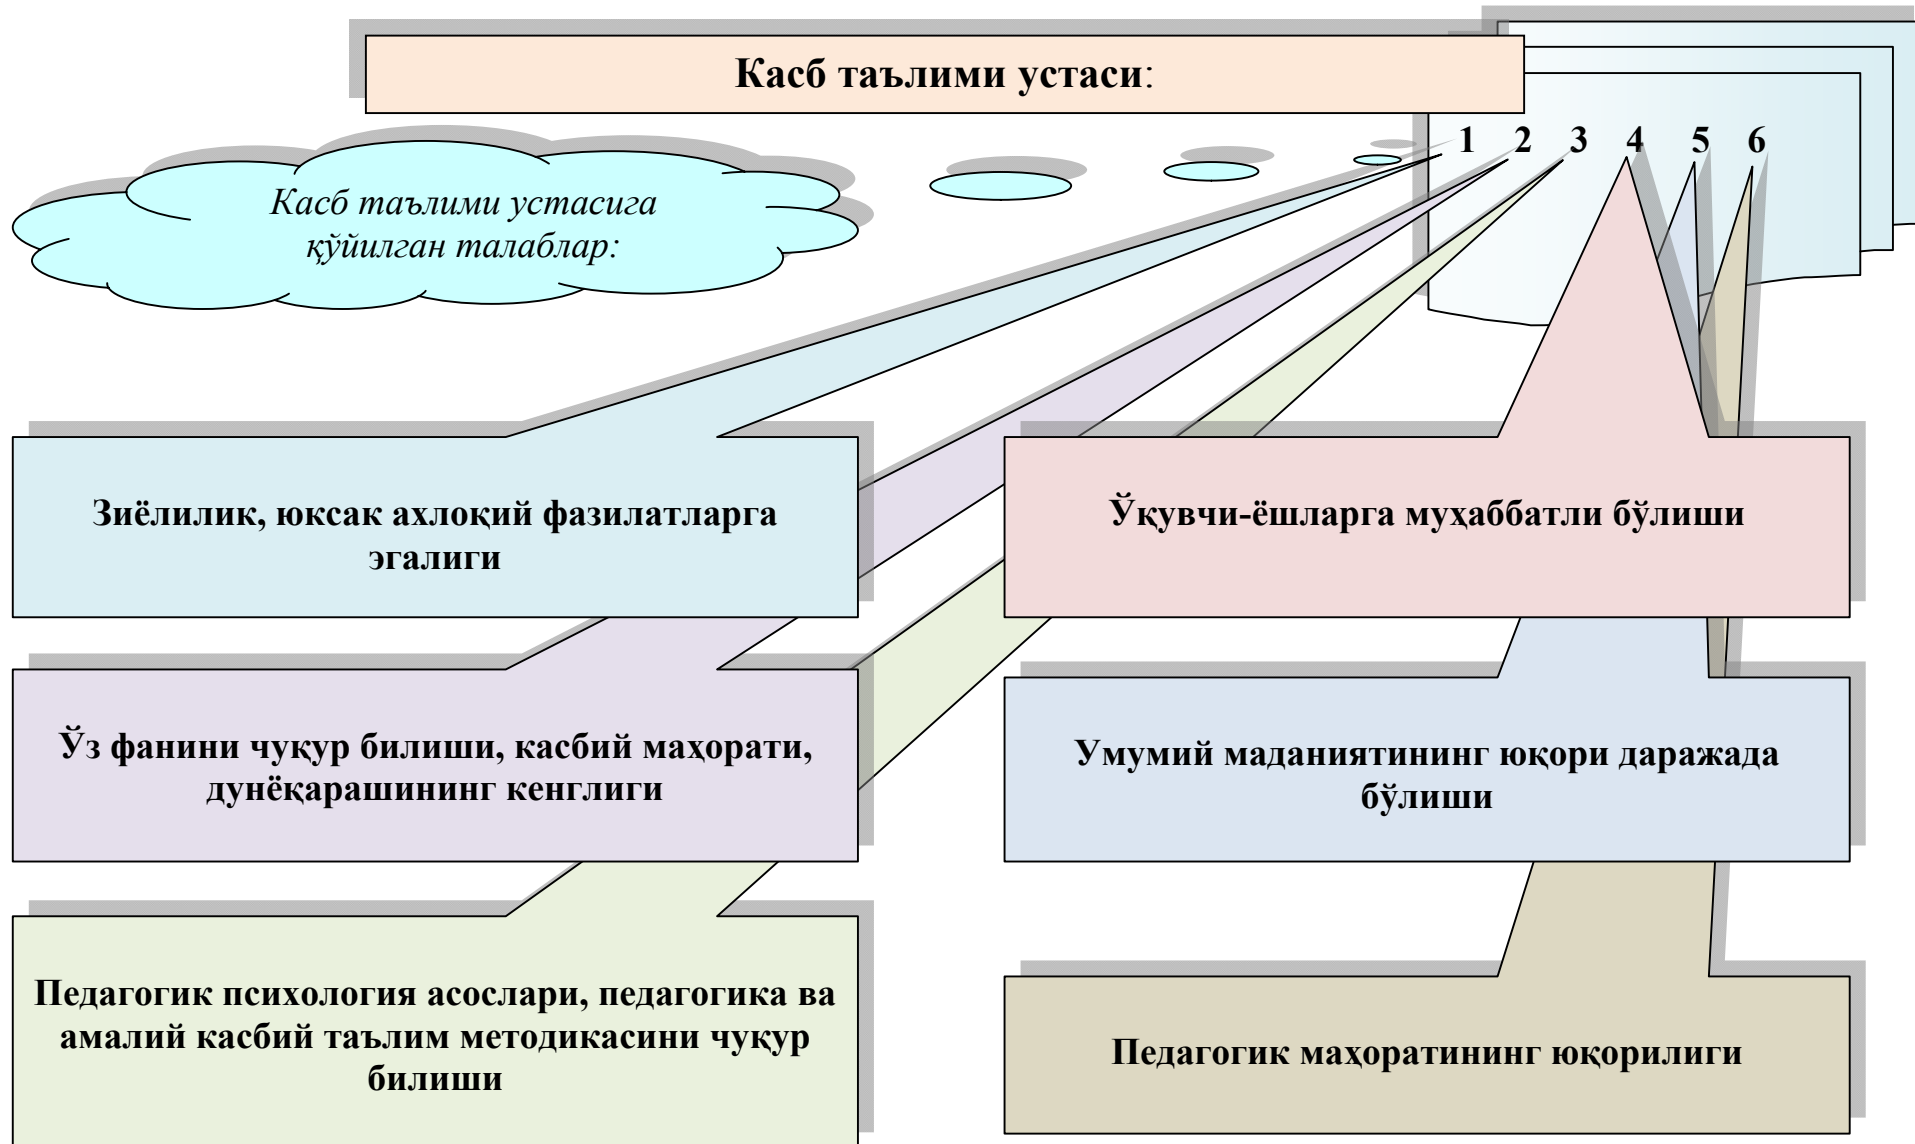 Касб таълими устаси:
1 2 3 4 5 6
Касб таълими устасига
қўйилган талаблар:
Зиёлилик, юксак ахлоқий фазилатларга
эгалиги
Ўз фанини чуқур билиши, касбий маҳорати,
дунёқарашининг кенглиги
Педагогик психология асослари, педагогика ва
амалий касбий таълим методикасини чуқур
билиши
Ўқувчи-ёшларга муҳаббатли бўлиши
Умумий маданиятининг юқори даражада
бўлиши
Педагогик маҳоратининг юқорилиги